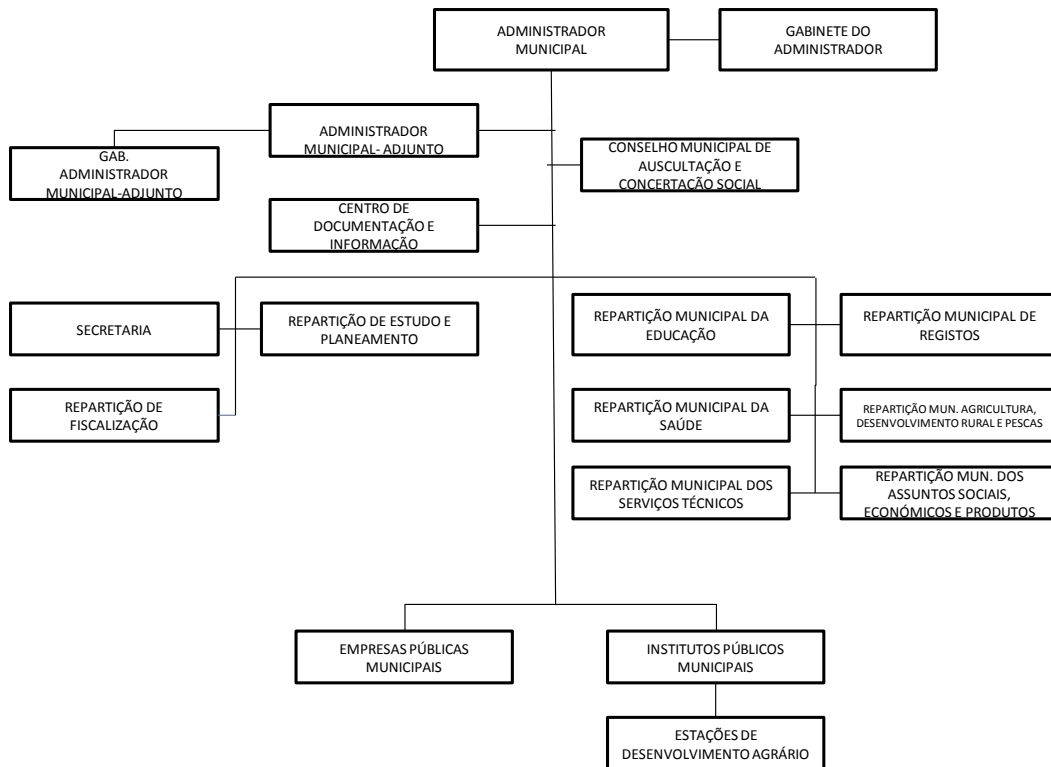 ADMINISTRADOR
MUNICIPAL
GABINETE DO
ADMINISTRADOR
ADMINISTRADOR
MUNICIPAL- ADJUNTO
GAB.
ADMINISTRADOR
MUNICIPAL-ADJUNTO
CONSELHO MUNICIPAL DE
AUSCULTAÇÃO E
CONCERTAÇÃO SOCIAL
CENTRO DE
DOCUMENTAÇÃO E
INFORMAÇÃO
SECRETARIA
REPARTIÇÃO DE ESTUDO E
PLANEAMENTO
REPARTIÇÃO MUNICIPAL DA
EDUCAÇÃO
REPARTIÇÃO MUNICIPAL DE
REGISTOS
REPARTIÇÃO DE
FISCALIZAÇÃO
REPARTIÇÃO MUNICIPAL DA
SAÚDE
REPARTIÇÃO MUN. AGRICULTURA,
DESENVOLVIMENTO RURAL E PESCAS
REPARTIÇÃO MUNICIPAL DOS
SERVIÇOS TÉCNICOS
REPARTIÇÃO MUN. DOS
ASSUNTOS SOCIAIS,
ECONÓMICOS E PRODUTOS
EMPRESAS PÚBLICAS
MUNICIPAIS
INSTITUTOS PÚBLICOS
MUNICIPAIS
ESTAÇÕES DE
DESENVOLVIMENTO AGRÁRIO